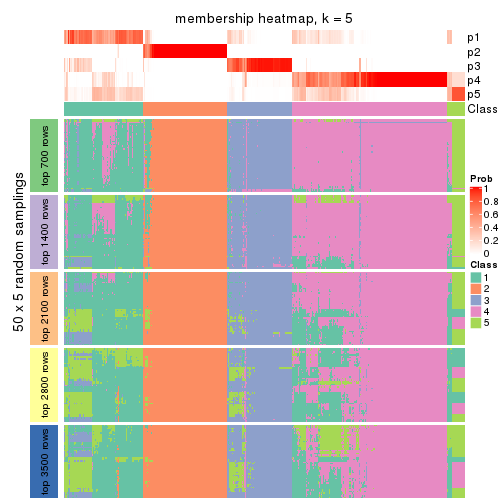 membership heatmap, k = 5
p1
p2
p3
p4
p5
Class
50 x 5 random samplings
top 700 rows
top 1400 rows
top 2100 rows
top 2800 rows
top 3500 rows
Prob
1
0.8
0.6
0.4
0.2
0
Class
1
2
3
4
5